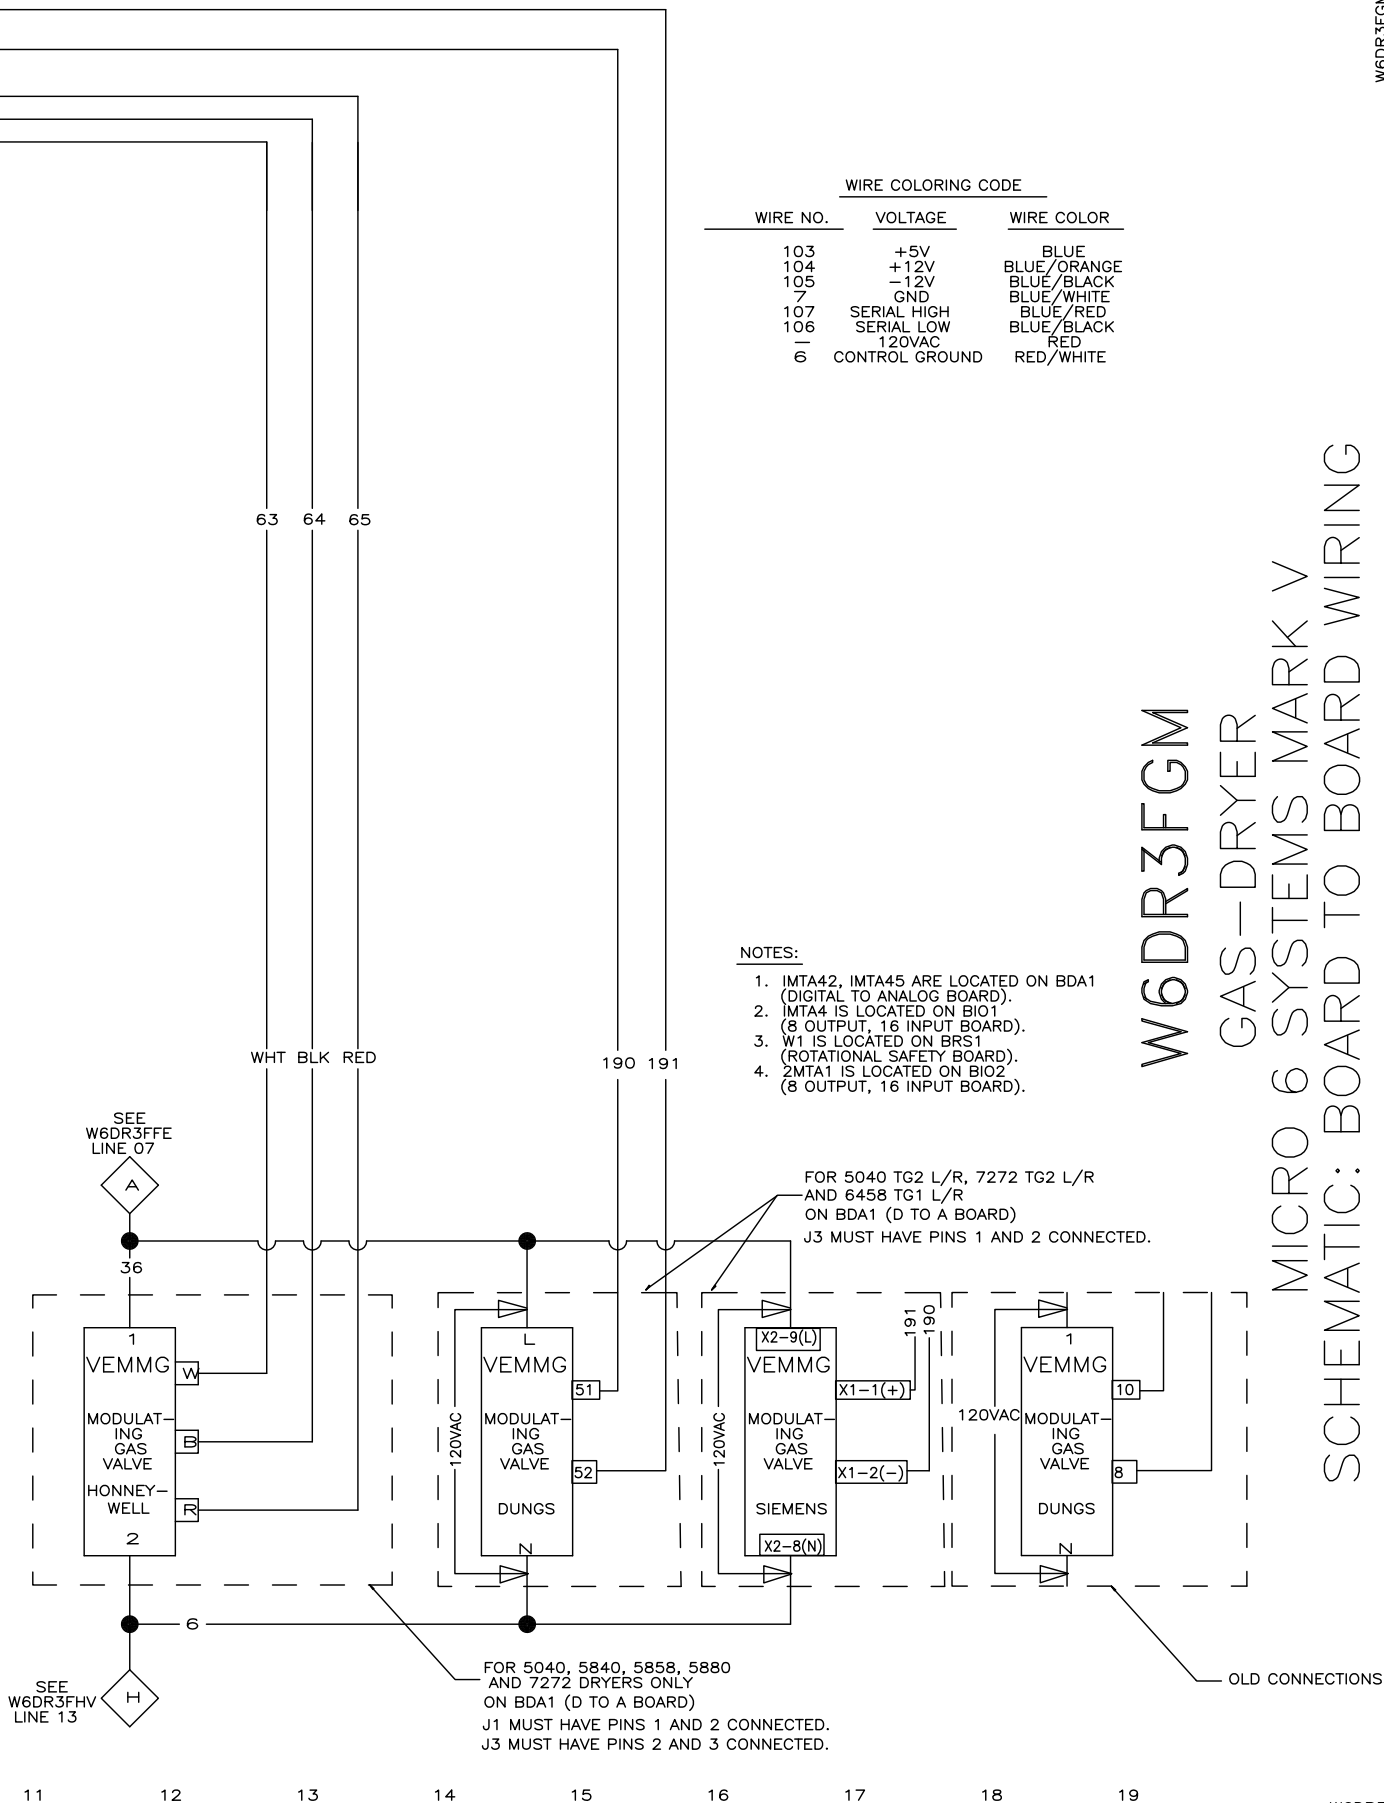 W6DR3FGM
WIRE COLORING CODE
WIRE NO. VOLTAGE WIRE COLOR
103 +5V BLUE
104 +12V BLUE/ORANGE
105 −12V BLUE/BLACK
7 GND BLUE/WHITE
107 SERIAL HIGH BLUE/RED
106 SERIAL LOW BLUE/BLACK
— 120VAC RED
6 CONTROL GROUND RED/WHITE
63 64 65
W6DR3FGM
GAS—DRYER
MICRO 6 SYSTEMS MARK V
SCHEMATIC: BOARD TO BOARD WIRING
NOTES:
1. IMTA42, IMTA45 ARE LOCATED ON BDA1
(DIGITAL TO ANALOG BOARD).
2. IMTA4 IS LOCATED ON BIO1
(8 OUTPUT, 16 INPUT BOARD).
3. W1 IS LOCATED ON BRS1
(ROTATIONAL SAFETY BOARD).
4. 2MTA1 IS LOCATED ON BIO2
(8 OUTPUT, 16 INPUT BOARD).
WHT BLK RED
190 191
SEE
W6DR3FFE
LINE 07
A
36
FOR 5040 TG2 L/R, 7272 TG2 L/R
AND 6458 TG1 L/R
ON BDA1 (D TO A BOARD)
J3 MUST HAVE PINS 1 AND 2 CONNECTED.
1
VEMMG
W
MODULAT—
ING
GAS
VALVE
B
HONNEY—
WELL
R
2
120VAC
L
VEMMG
51
MODULAT—
ING
GAS
VALVE
52
DUNGS
N
120VAC
X2−9(L)
VEMMG
191
190
X1−1(+)
MODULAT—
ING
GAS
VALVE
X1−2(−)
SIEMENS
X2−8(N)
120VAC
1
VEMMG
10
MODULAT—
ING
GAS
VALVE
8
DUNGS
N
6
SEE
W6DR3FHV
LINE 13
H
FOR 5040, 5840, 5858, 5880
AND 7272 DRYERS ONLY
ON BDA1 (D TO A BOARD)
J1 MUST HAVE PINS 1 AND 2 CONNECTED.
J3 MUST HAVE PINS 2 AND 3 CONNECTED.
OLD CONNECTIONS
11 12 13 14 15 16 17 18 19